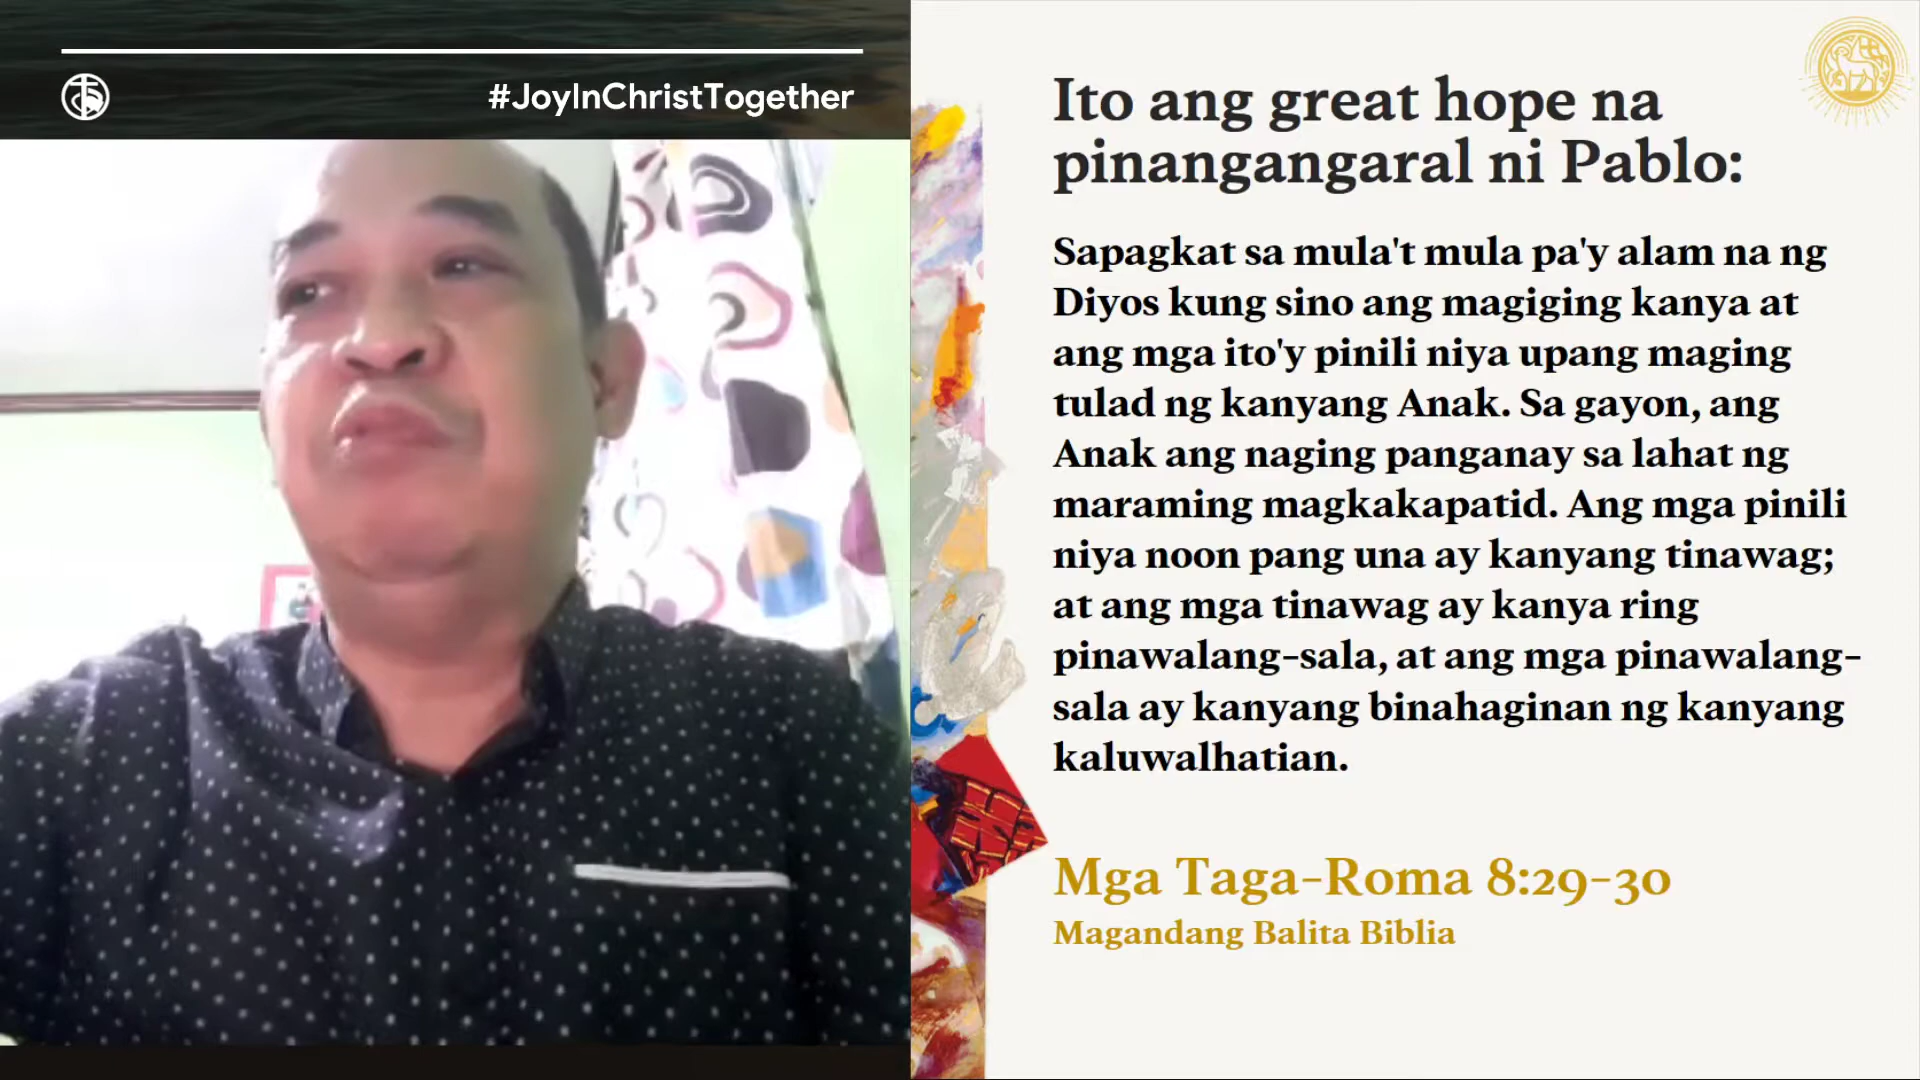 #JoyInChristTogether
Ito ang great hope na
pinangangaral ni Pablo:
Sapagkat sa mula't mula pa'y alam na ng
Diyos kung sino ang magiging kanya at
ang mga ito'y pinili niya upang maging
tulad ng kanyang Anak. Sa gayon, ang
Anak ang naging panganay sa lahat ng
maraming magkakapatid. Ang mga pinili
niya noon pang una ay kanyang tinawag;
at ang mga tinawag ay kanya ring
pinawalang-sala, at ang mga pinawalang-
sala ay kanyang binahaginan ng kanyang
kaluwalhatian.
Mga Taga-Roma 8:29-30
Magandang Balita Biblia